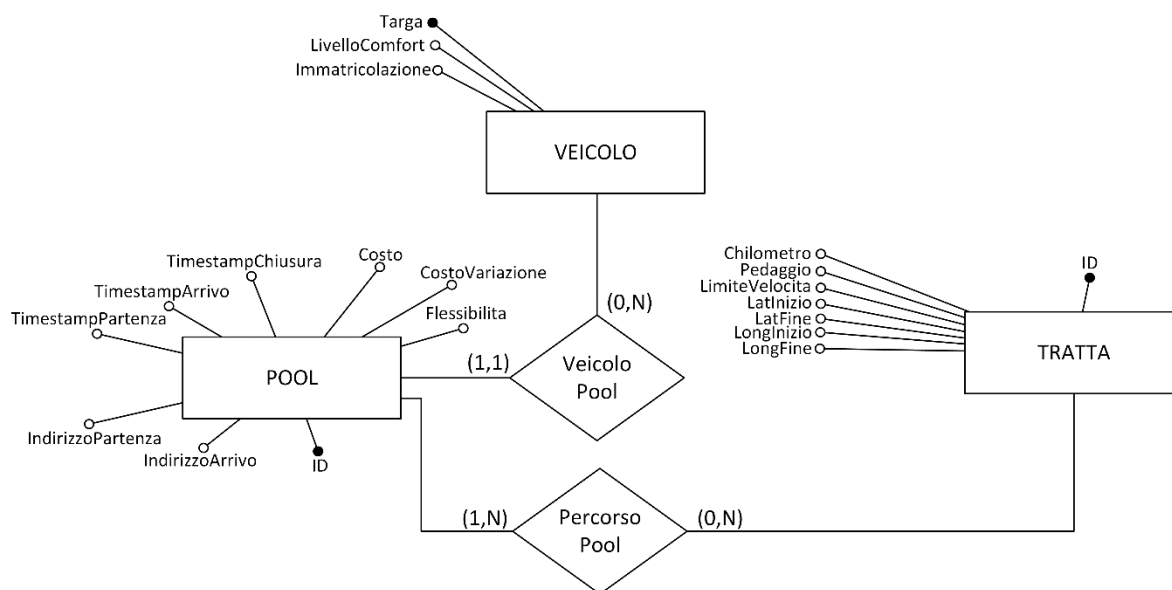 Targa
LivelloComfort
Immatricolazione
VEICOLO
(0,N)
TimestampChiusura
Costo
TimestampArrivo
CostoVariazione
TimestampPartenza
Flessibilita
POOL
(1,1)
Veicolo
Pool
IndirizzoPartenza
IndirizzoArrivo
ID
Chilometro
Pedaggio
LimiteVelocita
LatInizio
LatFine
LongInizio
LongFine
ID
TRATTA
(1,N)
Percorso
Pool
(0,N)